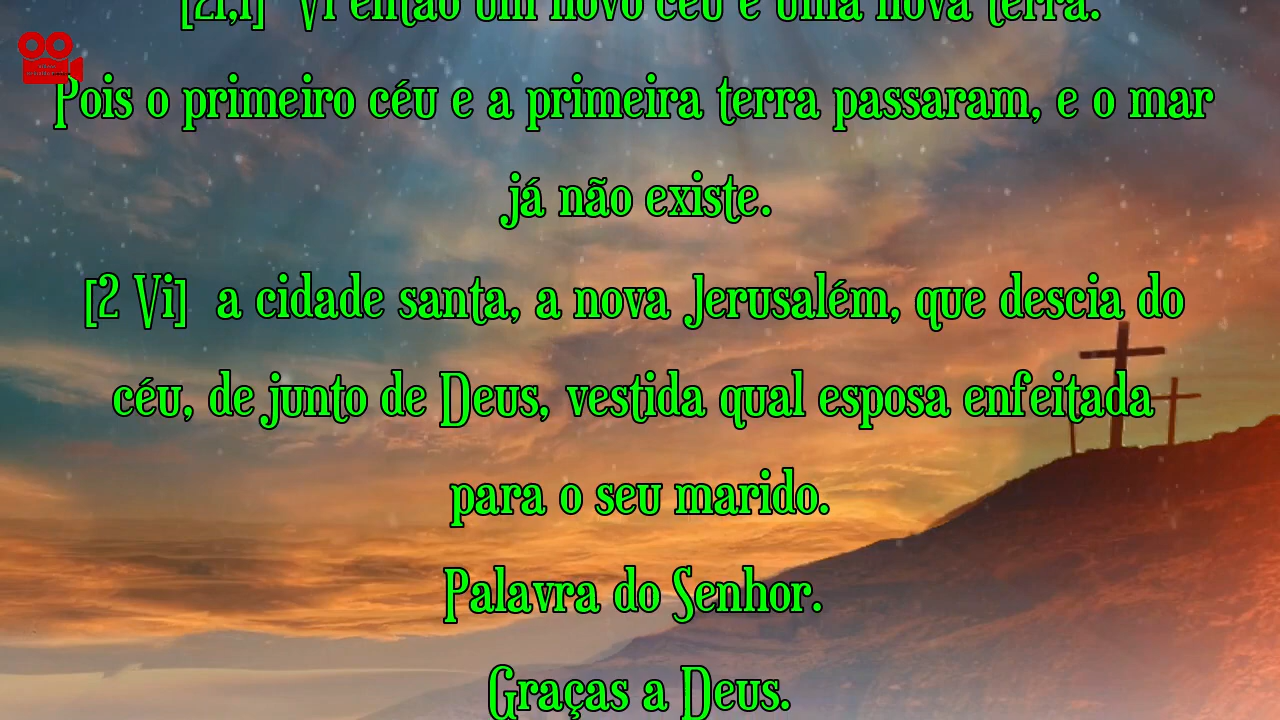 [21,1] Vi então um novo céu e uma nova terra.
Pois o primeiro céu e a primeira terra passaram, e o mar
já não existe.
[2 Vi] a cidade santa, a nova Jerusalém, que descia do
céu, de junto de Deus, vestida qual esposa enfeitada
para o seu marido.
Palavra do Senhor.
Graças a Deus.